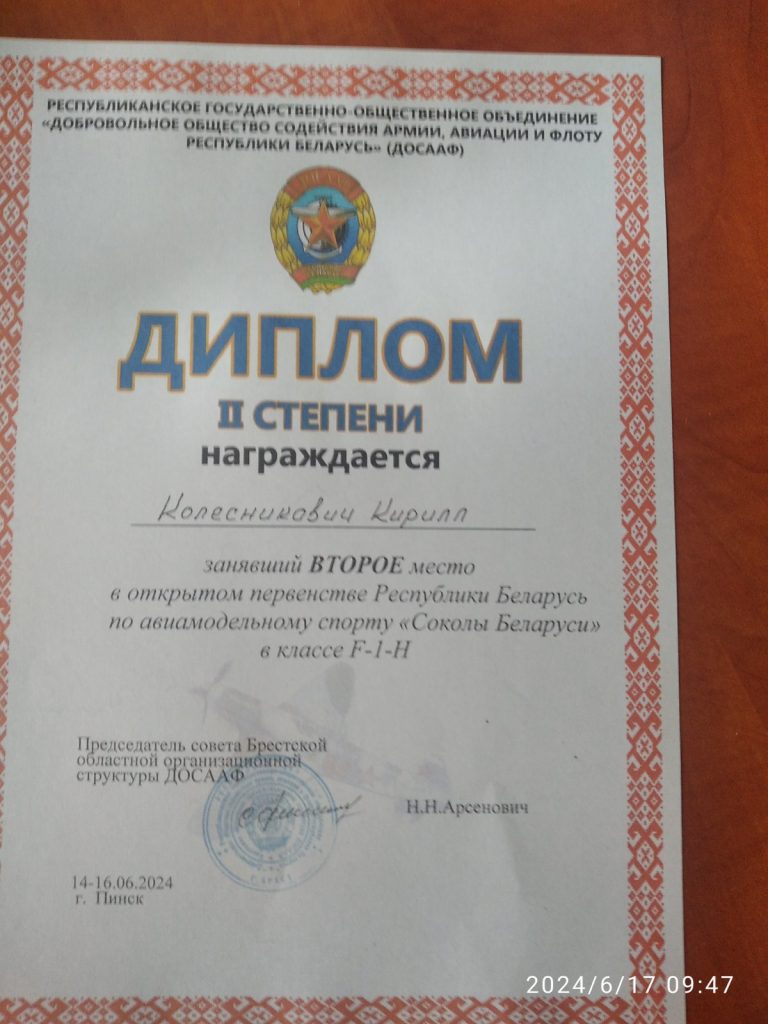 РЕСПУБЛИКАНСКОЕ ГОСУДАРСТВЕННО-ОБЩЕСТВЕННОЕ ОБЪЕДИНЕНИЕ
«ДОБРОВОЛЬНОЕ ОБЩЕСТВО СОДЕЙСТВИЯ АРМИИ, АВИАЦИИ И ФЛОТУ
РЕСПУБЛИКИ БЕЛАРУСЬ» (ДОСААФ)
ДИПЛОМ
II СТЕПЕНИ
награждается
Колесникович Кирилл
занявший ВТОРОЕ место
в открытом первенстве Республики Беларусь
по авиамодельному спорту «Соколы Беларуси»
в классе F-1-H
Председатель совета Брестской
областной организационной
структуры ДОСААФ
Н.Н.Арсенович
14-16.06.2024
г. Пинск
2024/6/17 09:47